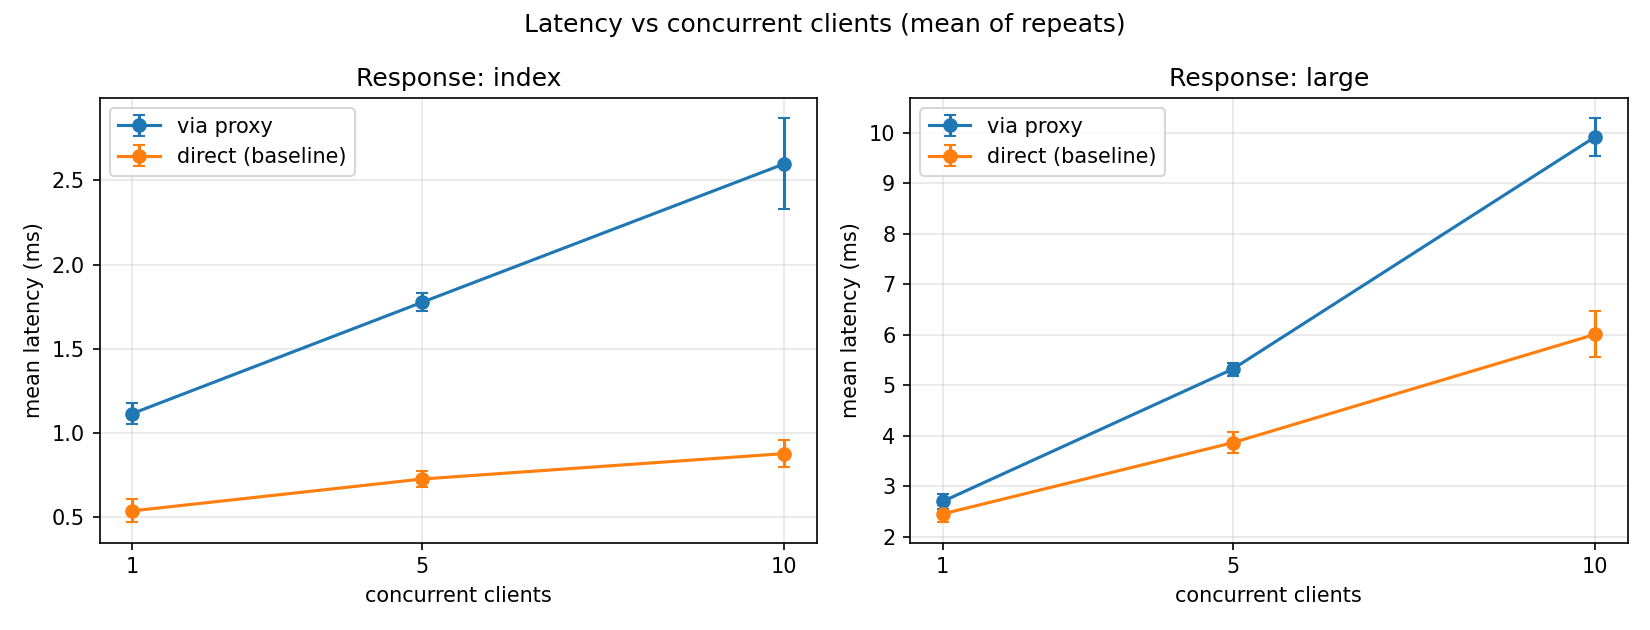 Latency vs concurrent clients (mean of repeats)
Response: index
via proxy
direct (baseline)
mean latency (ms)
2.5
2.0
1.5
1.0
0.5
1
5
10
concurrent clients
Response: large
via proxy
direct (baseline)
mean latency (ms)
10
9
8
7
6
5
4
3
2
1
5
10
concurrent clients